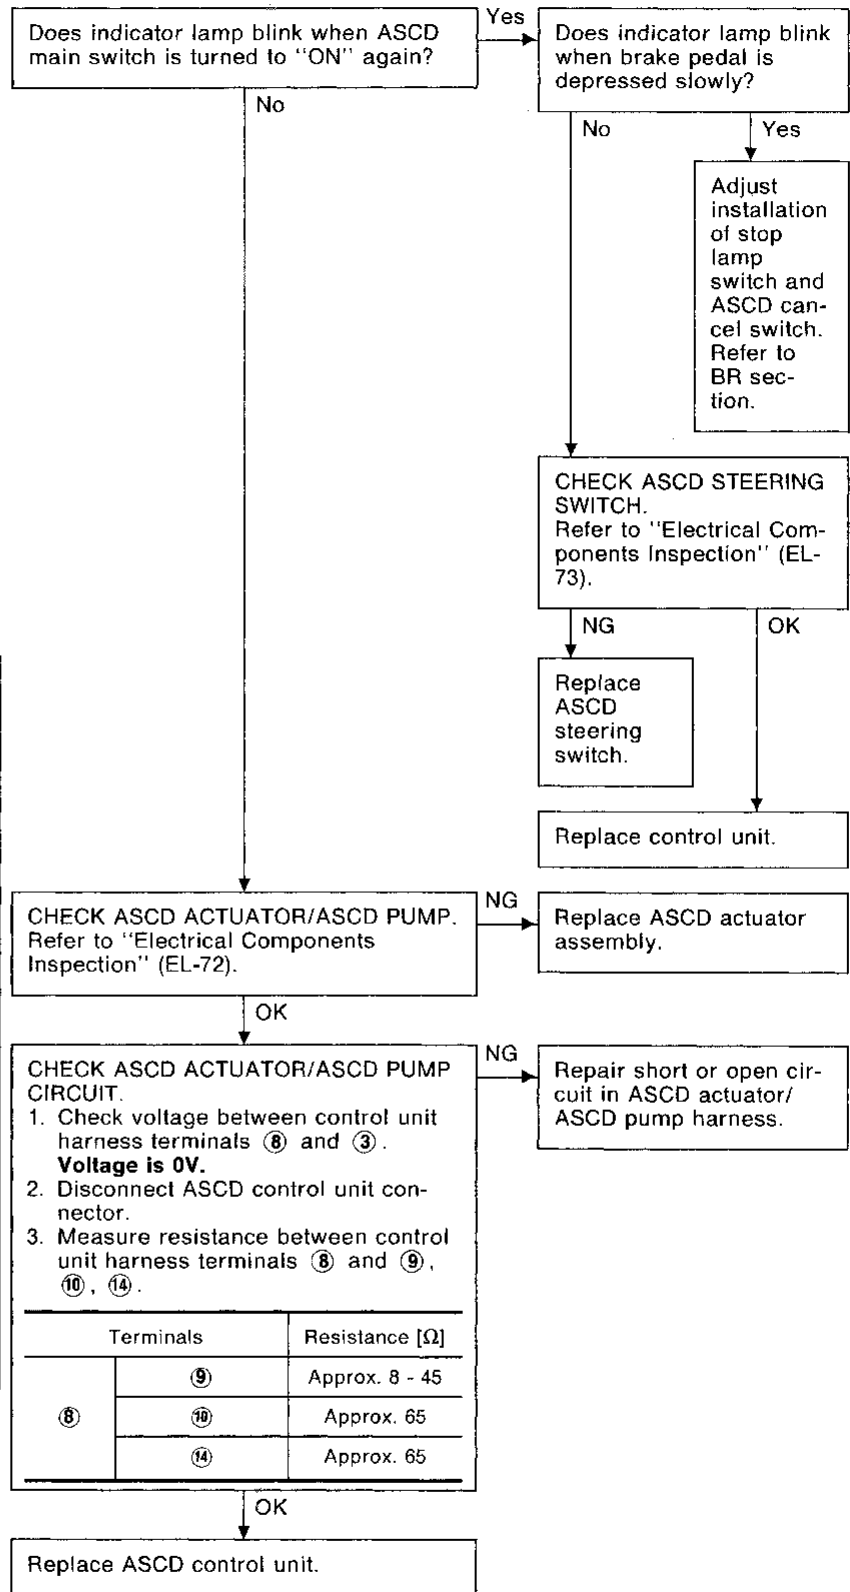 Does indicator lamp blink when ASCD
main switch is turned to "ON" again?
Yes
Does indicator lamp blink
when brake pedal is
depressed slowly?
No
No
Yes
Adjust
installation
of stop
lamp
switch and
ASCD can-
cel switch.
Refer to
BR sec-
tion.
CHECK ASCD STEERING
SWITCH.
Refer to "Electrical Com-
ponents Inspection" (EL-
73).
NG
OK
Replace
ASCD
steering
switch.
Replace control unit.
CHECK ASCD ACTUATOR/ASCD PUMP.
Refer to "Electrical Components
Inspection" (EL-72).
NG
Replace ASCD actuator
assembly.
OK
CHECK ASCD ACTUATOR/ASCD PUMP
CIRCUIT.
1. Check voltage between control unit
harness terminals ⑧ and ③.
Voltage is 0V.
2. Disconnect ASCD control unit con-
nector.
3. Measure resistance between control
unit harness terminals ⑧ and ⑨,
⑩, ⑭.
Terminals Resistance [Ω]
⑧ ⑨ Approx. 8 - 45
⑩ Approx. 65
⑭ Approx. 65
NG
Repair short or open cir-
cuit in ASCD actuator/
ASCD pump harness.
OK
Replace ASCD control unit.